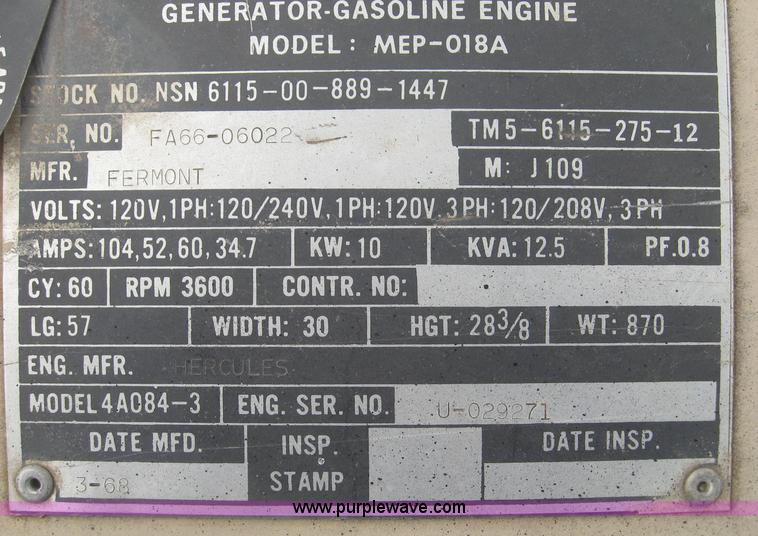 GENERATOR-GASOLINE ENGINE
MODEL: MEP-018A
STOCK NO. NSN 6115-00-889-1447
SER. NO. FA66-06022 TM5-6115-275-12
MFR. FERMONT M: J109
VOLTS: 120V,1PH:120/240V,1PH:120V 3PH:120/208V, 3PH
AMPS: 104,52,60,34.7 KW: 10 KVA: 12.5 PF.0.8
CY: 60 RPM 3600 CONTR. NO:
LG: 57 WIDTH: 30 HGT: 28 3/8 WT: 870
ENG. MFR. HERCULES
MODEL 4A084-3 ENG. SER. NO. U-029271
DATE MFD. INSP. DATE INSP.
3-68 STAMP
www.purplewave.com